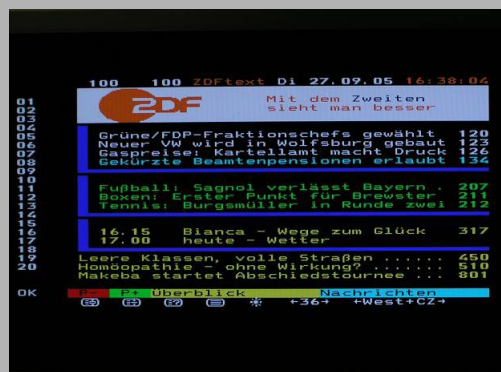 100 100 ZDFtext Di 27.09.05 16:38:04
01
02
03
04
05
06
07
08
09
10
11
12
13
14
15
16
17
18
19
20
ZDF
Mit dem Zweiten
sieht man besser
Grüne/FDP-Fraktionschefs gewählt 120
Neuer VW wird in Wolfsburg gebaut 123
Gaspreise: Kartellamt macht Druck 126
Gekürzte Beamtenpensionen erlaubt 134
Fußball: Sagnol verlässt Bayern . 207
Boxen: Erster Punkt für Brewster 211
Tennis: Burgsmüller in Runde zwei 212
16.15 Bianca - Wege zum Glück 317
17.00 heute - Wetter
Leere Klassen, volle Straßen ...... 450
Homöopathie - ohne Wirkung? ....... 510
Makeba startet Abschiedstournee ... 801
OK P- P+ Überblick Nachrichten
←36→ ←West+CZ→